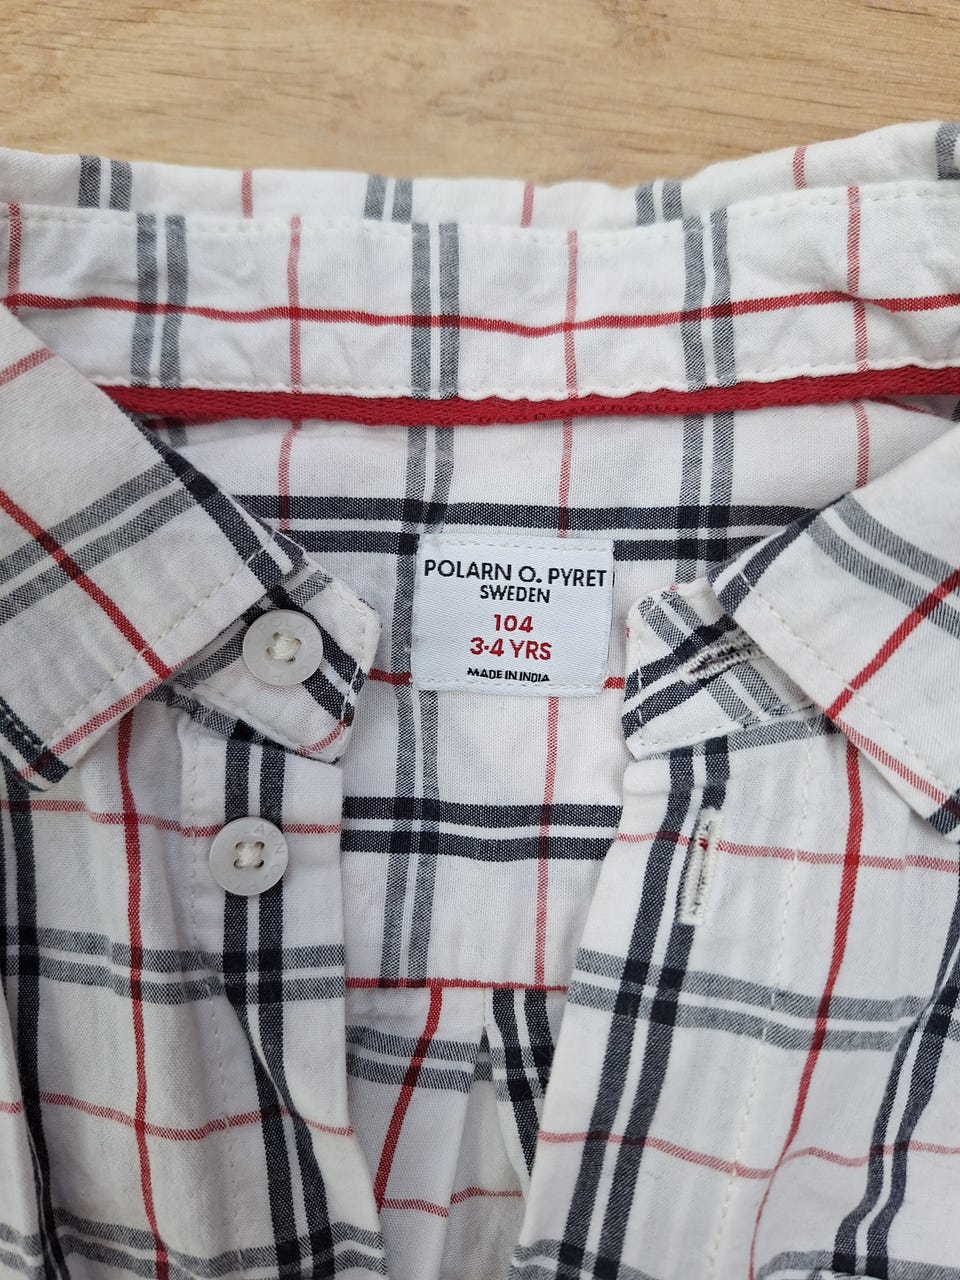 POLARN O. PYRET
SWEDEN
104
3-4 YRS
MADE IN INDIA